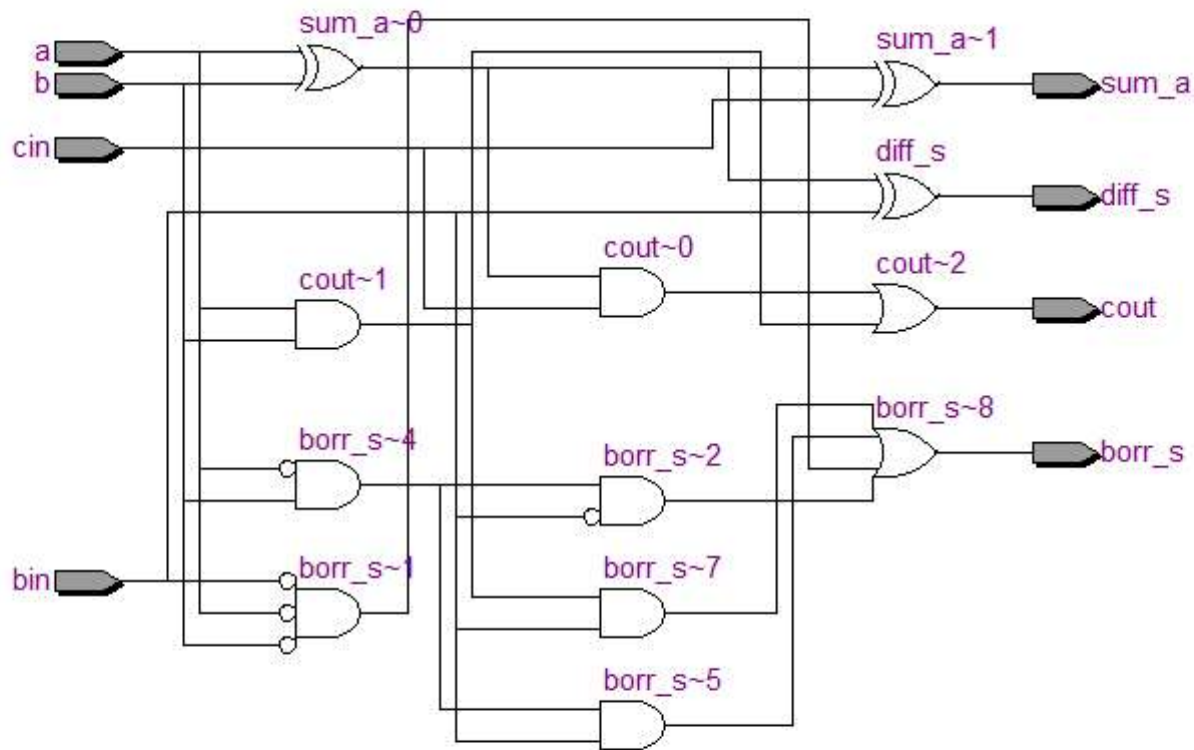 sum_a~0
a
b
cin
sum_a~1
sum_a
diff_s
diff_s
cout~0
cout~1
cout~2
cout
borr_s~4
borr_s~2
borr_s~8
borr_s
bin
borr_s~1
borr_s~7
borr_s~5